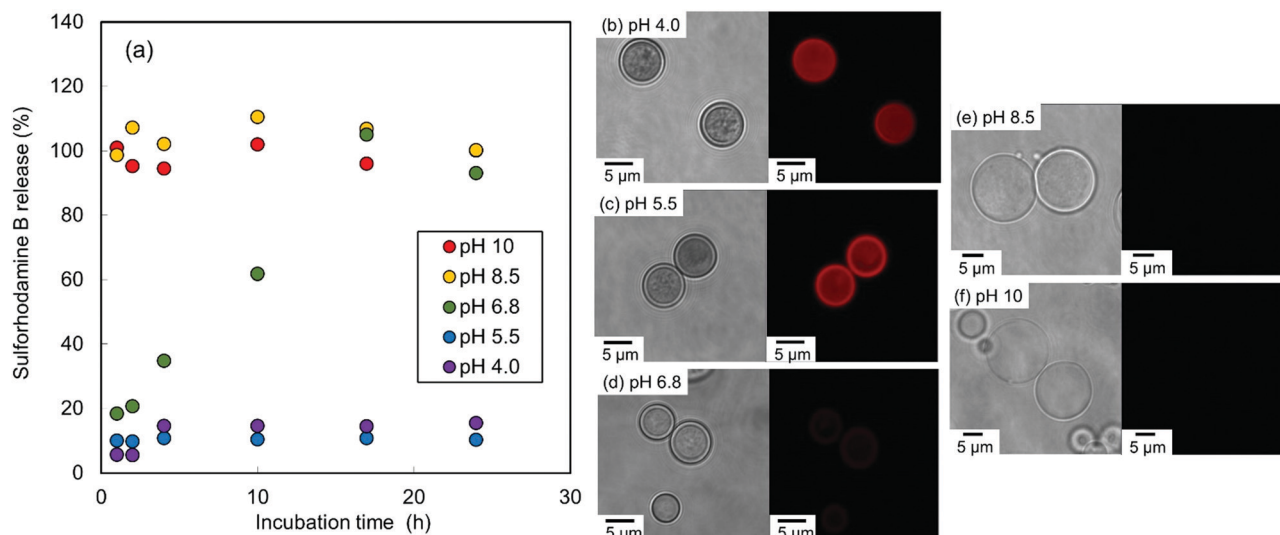 (a)
Sulforhodamine B release (%)
140
120
100
80
60
40
20
0
0 10 20 30
Incubation time (h)
pH 10
pH 8.5
pH 6.8
pH 5.5
pH 4.0
(b) pH 4.0
5 µm 5 µm
(c) pH 5.5
5 µm 5 µm
(d) pH 6.8
5 µm 5 µm
(e) pH 8.5
5 µm 5 µm
(f) pH 10
5 µm 5 µm